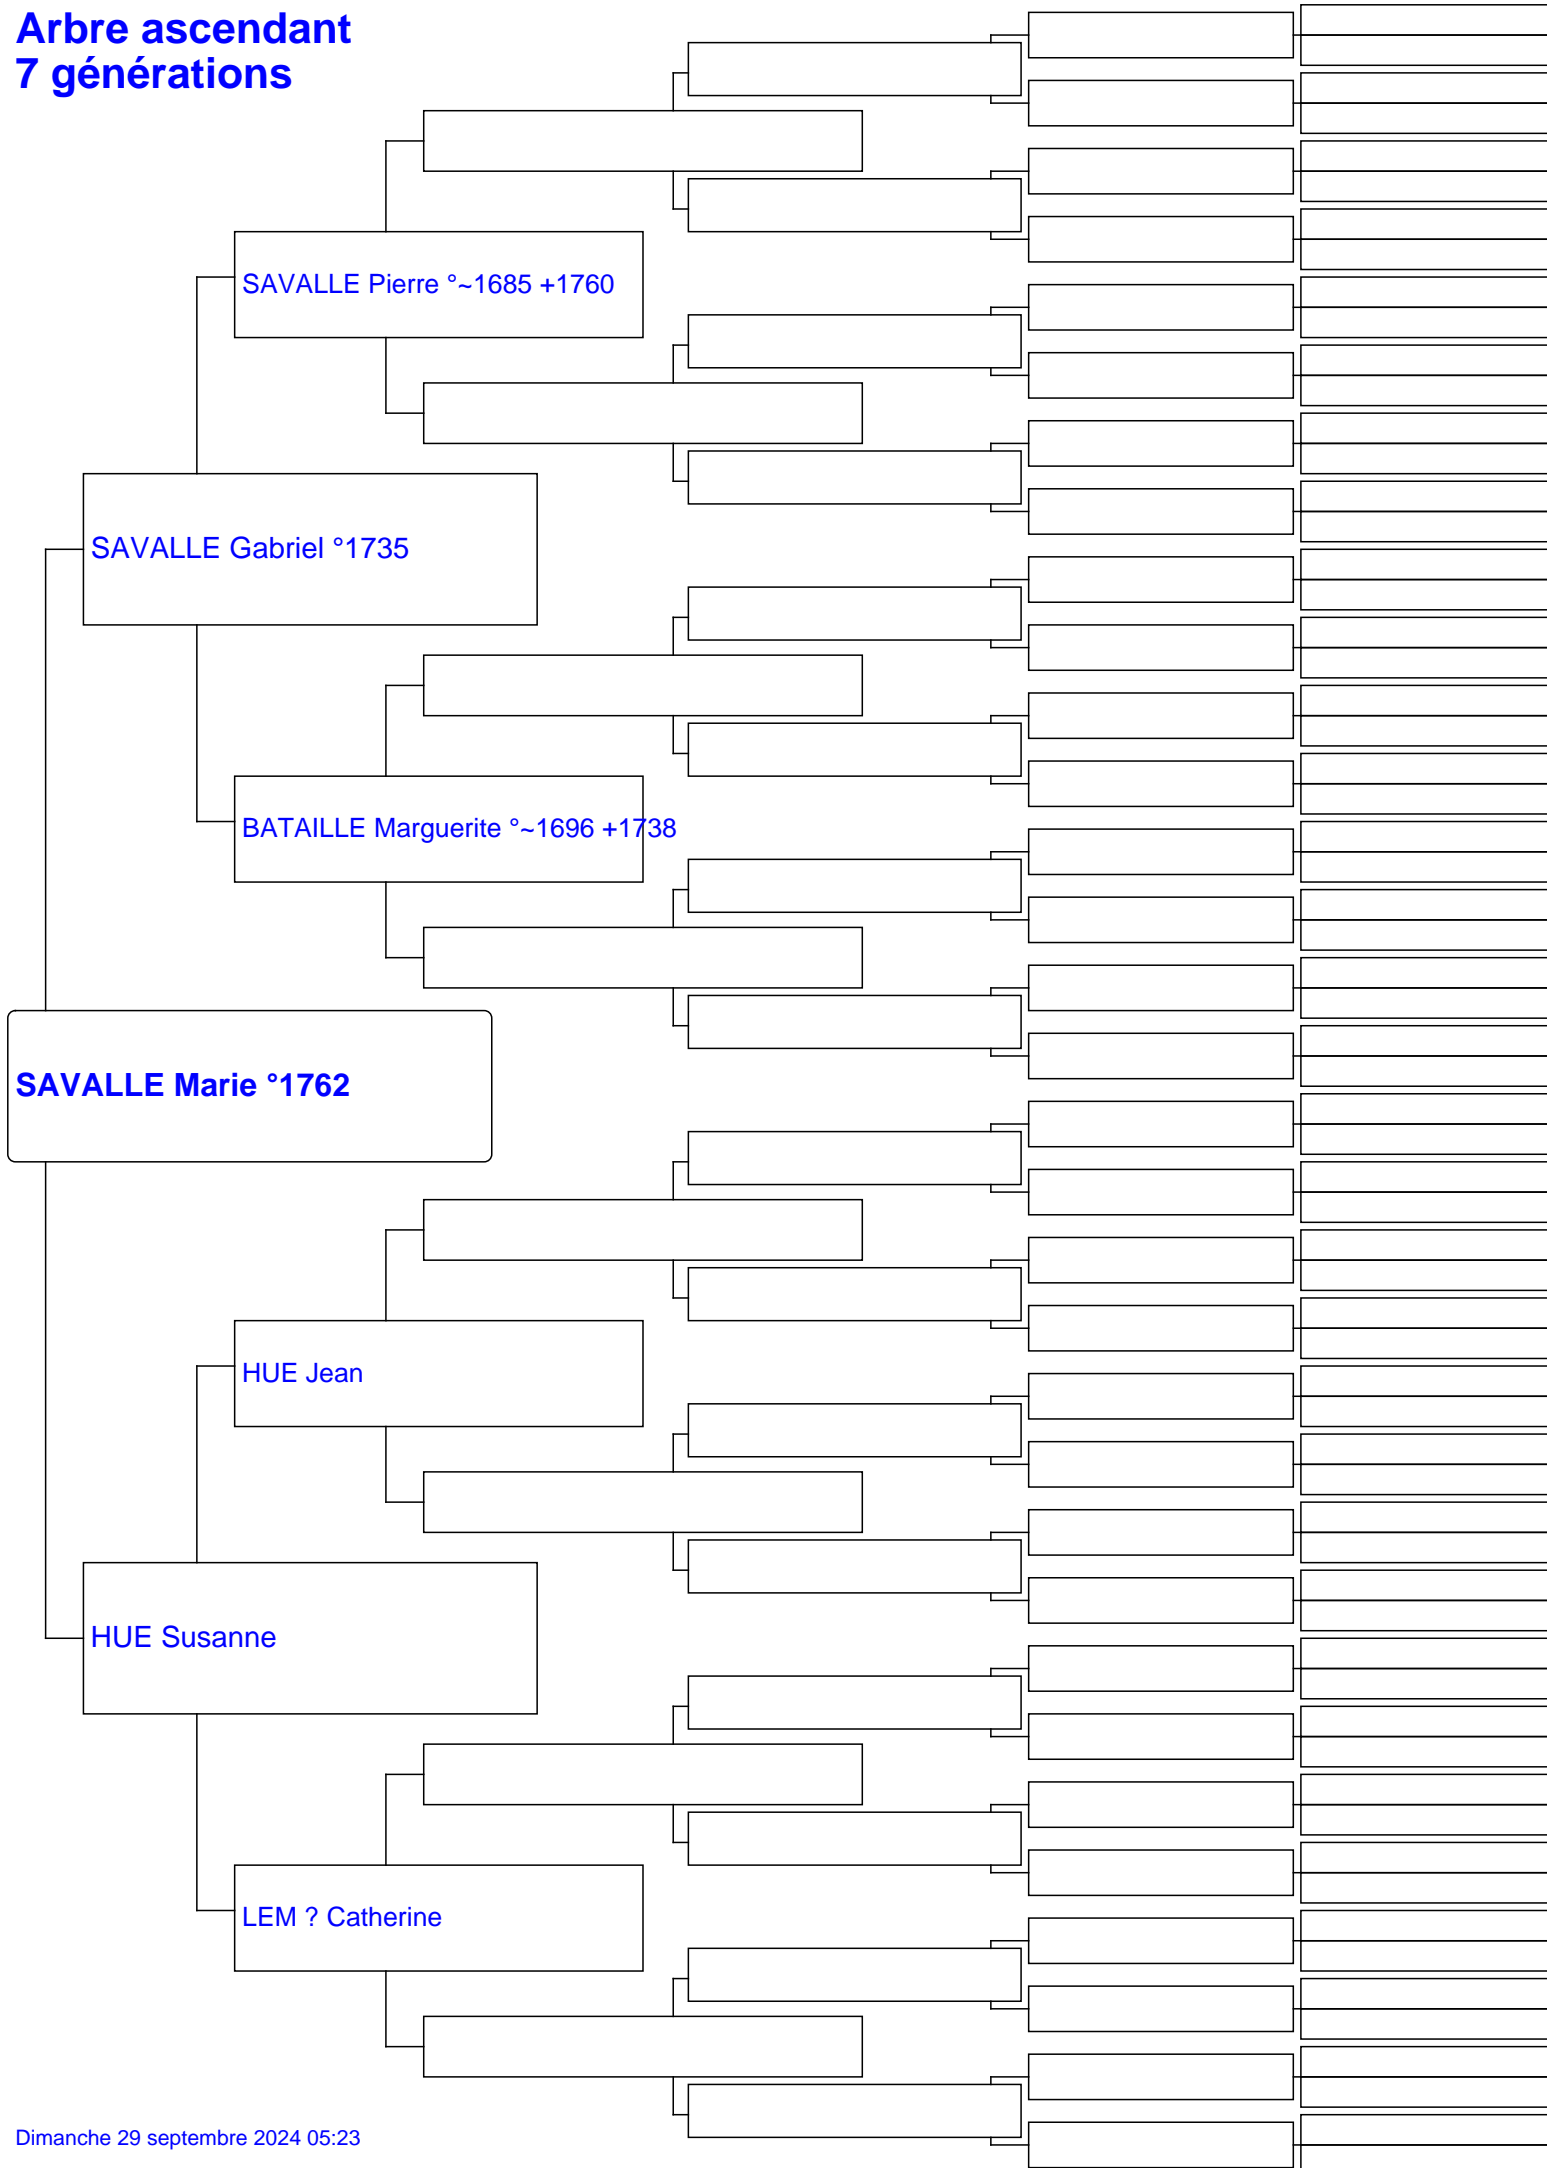 Arbre ascendant
7 générations
SAVALLE Pierre °~1685 +1760
SAVALLE Gabriel °1735
BATAILLE Marguerite °~1696 +1738
SAVALLE Marie °1762
HUE Jean
HUE Susanne
LEM ? Catherine
Dimanche 29 septembre 2024 05:23